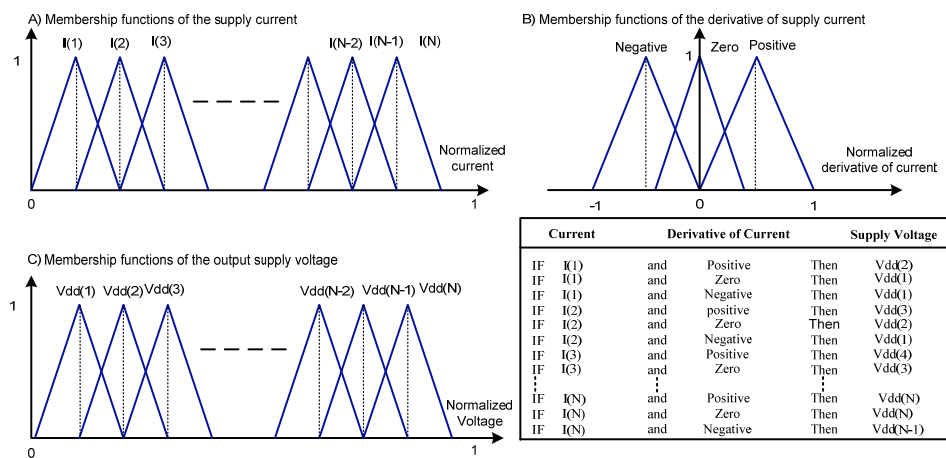 A) Membership functions of the supply current
I(1) I(2) I(3) I(N-2) I(N-1) I(N)
1
Normalized
current
0 1
B) Membership functions of the derivative of supply current
Negative Zero Positive
1
Normalized
derivative of current
-1 0 1
C) Membership functions of the output supply voltage
Vdd(1) Vdd(2) Vdd(3) Vdd(N-2) Vdd(N-1) Vdd(N)
1
Normalized
Voltage
0 1
Current Derivative of Current Supply Voltage
IF I(1) and Positive Then Vdd(2)
IF I(1) and Zero Then Vdd(1)
IF I(1) and Negative Then Vdd(1)
IF I(2) and positive Then Vdd(3)
IF I(2) and Zero Then Vdd(2)
IF I(2) and Negative Then Vdd(1)
IF I(3) and Positive Then Vdd(4)
IF I(3) and Zero Then Vdd(3)
IF I(N) and Positive Then Vdd(N)
IF I(N) and Zero Then Vdd(N)
IF I(N) and Negative Then Vdd(N-1)